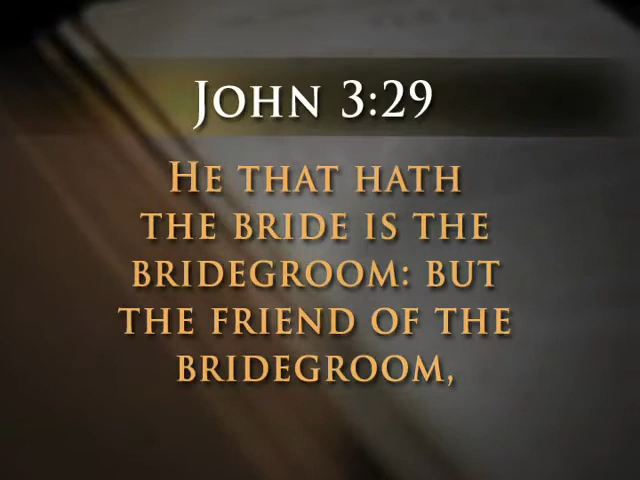 John 3:29
He that hath
the bride is the
bridegroom: but
the friend of the
bridegroom,